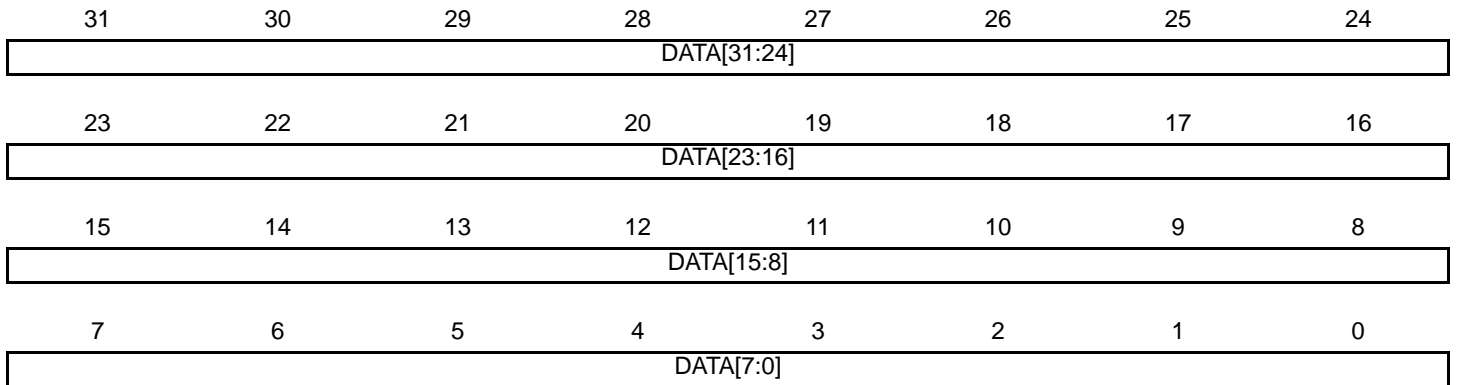 31 30 29 28 27 26 25 24
DATA[31:24]
23 22 21 20 19 18 17 16
DATA[23:16]
15 14 13 12 11 10 9 8
DATA[15:8]
7 6 5 4 3 2 1 0
DATA[7:0]